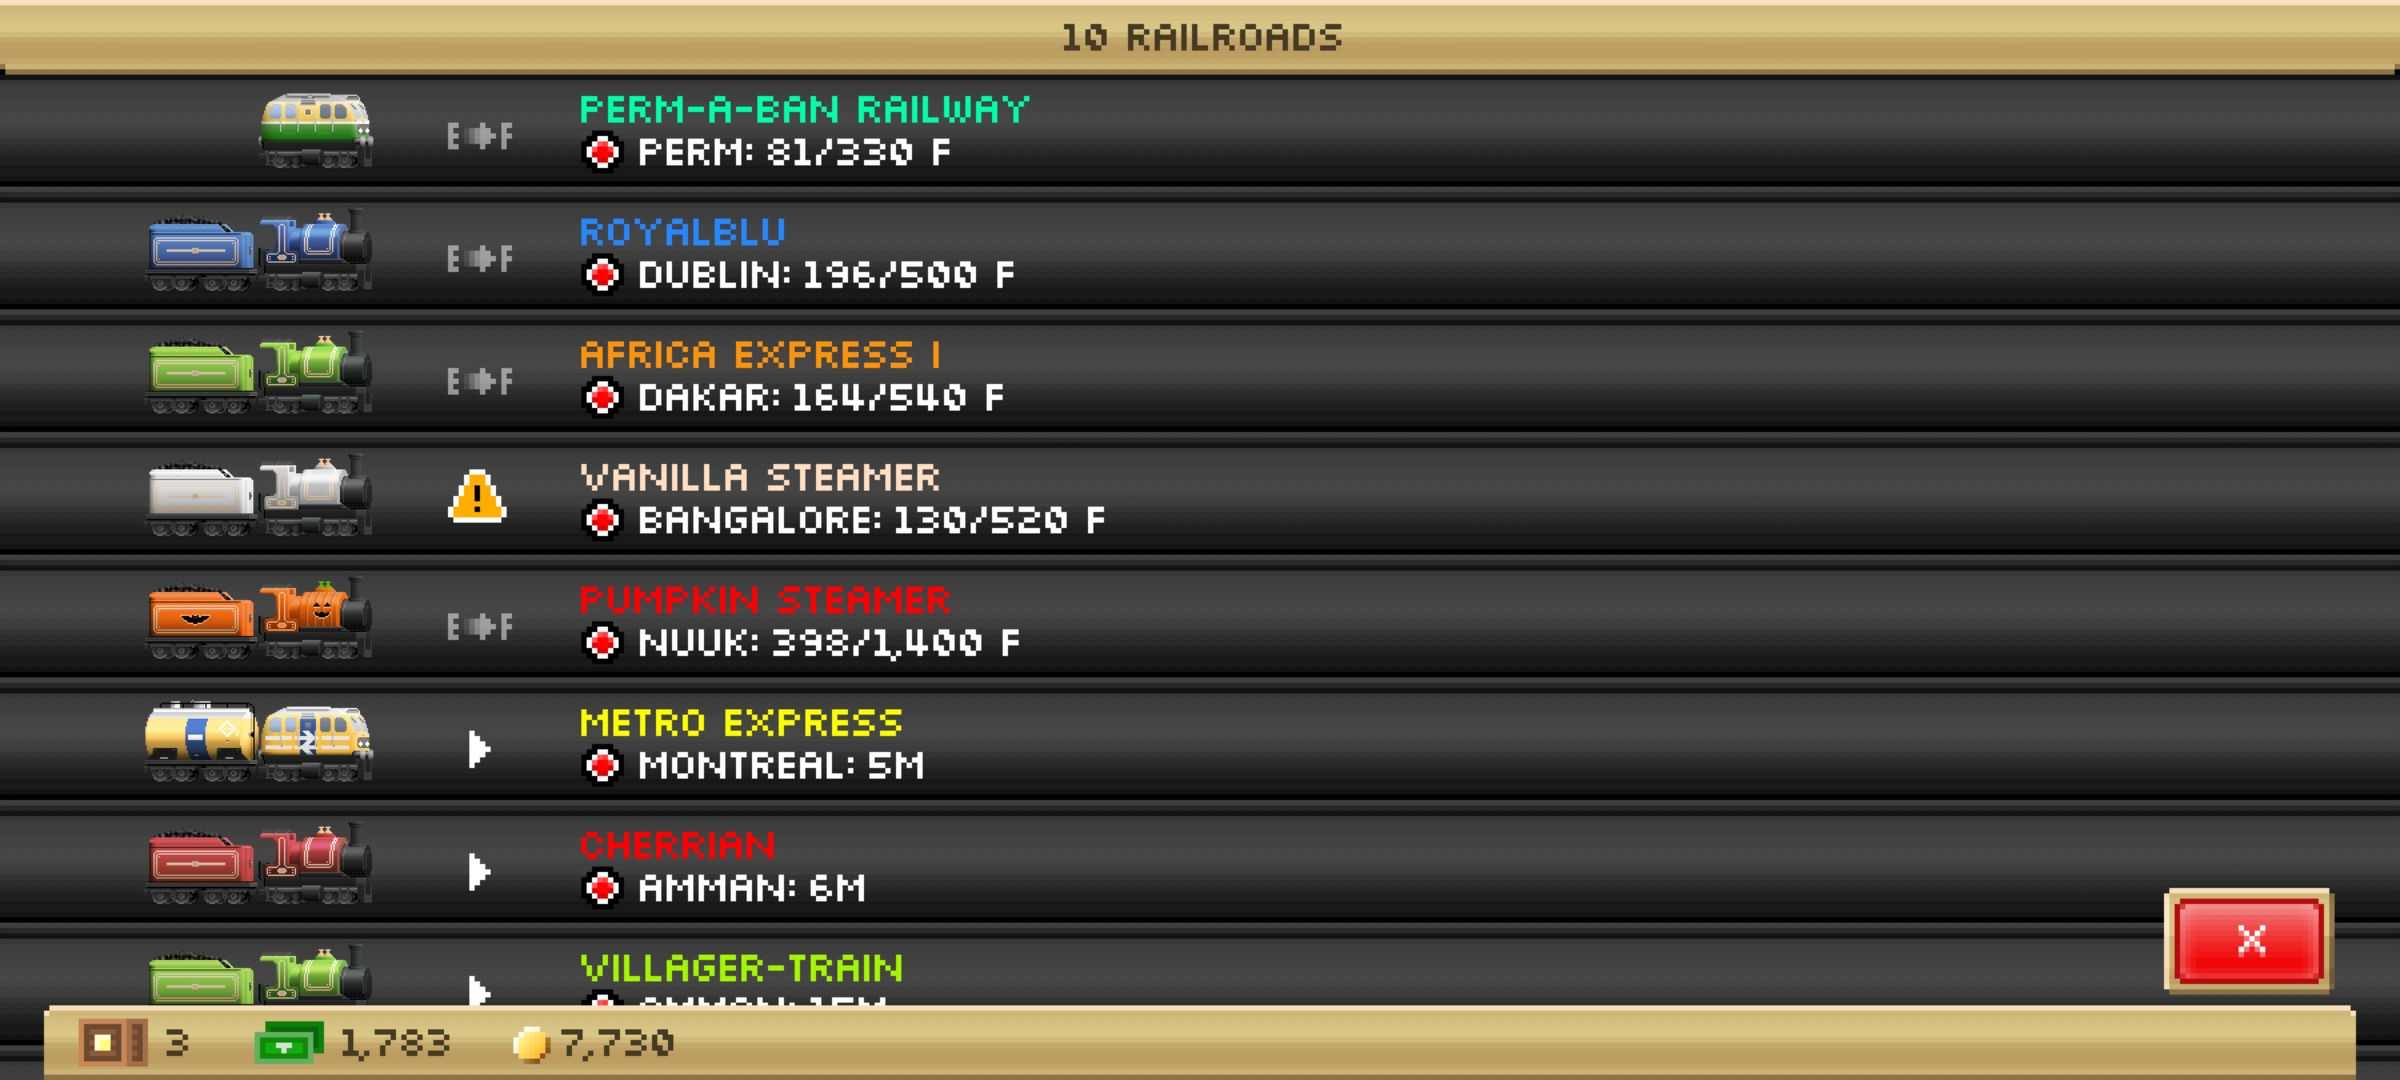 10 RAILROADS
PERM-A-BAN RAILWAY
E F
PERM: 81/330 F
ROYALBLU
E F
DUBLIN: 196/500 F
AFRICA EXPRESS I
E F
DAKAR: 164/540 F
VANILLA STEAMER
!
BANGALORE: 130/520 F
PUMPKIN STEAMER
E F
NUUK: 398/1,400 F
METRO EXPRESS
MONTREAL: 5M
CHERRIAN
AMMAN: 6M
X
VILLAGER-TRAIN
AMMAN: 15M
3 1,783 7,730